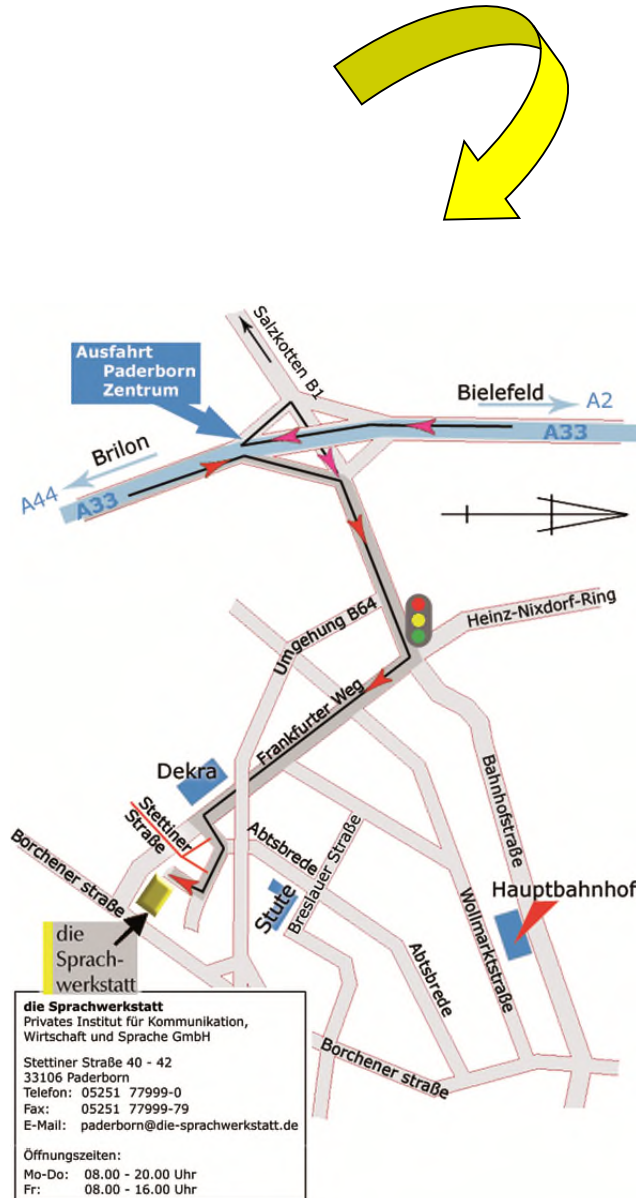 Salzkotten B1
Ausfahrt
Paderborn
Zentrum
Bielefeld
A2
A33
Brilon
A44
A33
Heinz-Nixdorf-Ring
Umgehung B64
Frankfurter Weg
Dekra
Stettiner
Straße
Abtsbrede
Breslauer Straße
Bahnhofstraße
Borchener straße
Stute
Wollmarktstraße
Hauptbahnhof
Abtsbrede
Borchener straße
die
Sprach-
werkstatt
die Sprachwerkstatt
Privates Institut für Kommunikation,
Wirtschaft und Sprache GmbH
Stettiner Straße 40 - 42
33106 Paderborn
Telefon: 05251 77999-0
Fax: 05251 77999-79
E-Mail: paderborn@die-sprachwerkstatt.de
Öffnungszeiten:
Mo-Do: 08.00 - 20.00 Uhr
Fr: 08.00 - 16.00 Uhr